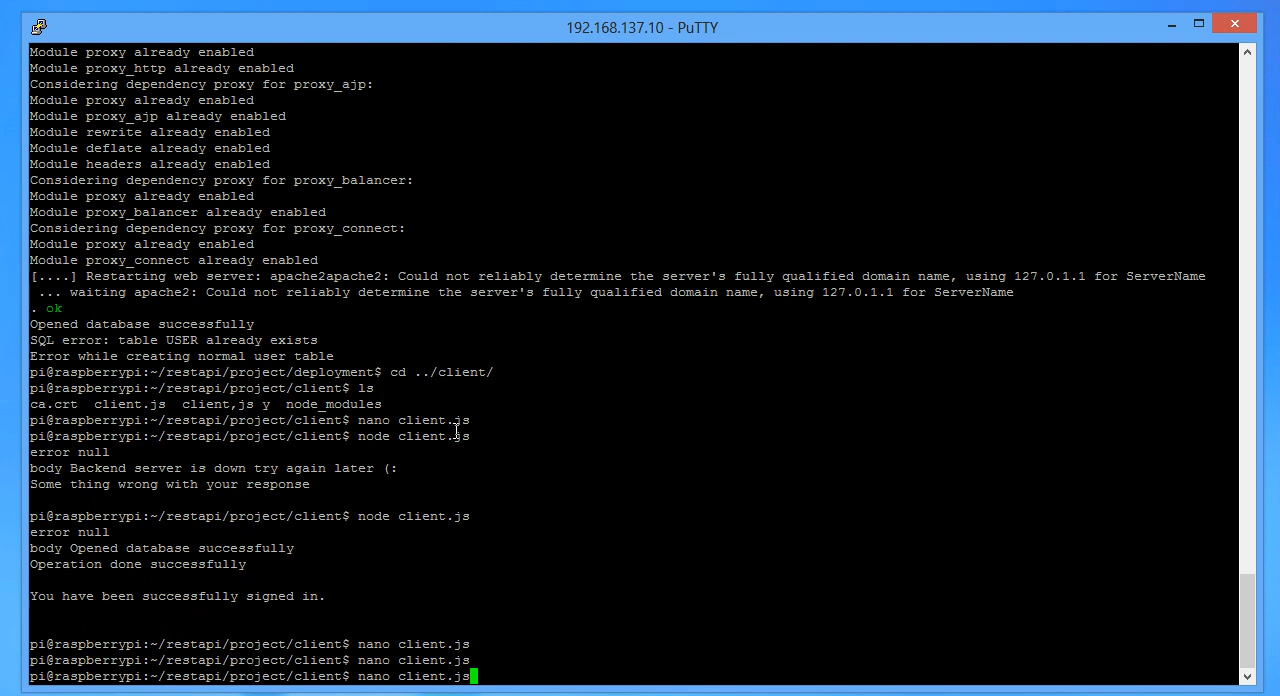 192.168.137.10 - PuTTY
Module proxy already enabled
Module proxy_http already enabled
Considering dependency proxy for proxy_ajp:
Module proxy already enabled
Module proxy_ajp already enabled
Module rewrite already enabled
Module deflate already enabled
Module headers already enabled
Considering dependency proxy for proxy_balancer:
Module proxy already enabled
Module proxy_balancer already enabled
Considering dependency proxy for proxy_connect:
Module proxy already enabled
Module proxy_connect already enabled
[....] Restarting web server: apache2apache2: Could not reliably determine the server's fully qualified domain name, using 127.0.1.1 for ServerName
... waiting apache2: Could not reliably determine the server's fully qualified domain name, using 127.0.1.1 for ServerName
. ok
Opened database successfully
SQL error: table USER already exists
Error while creating normal user table
pi@raspberrypi:~/restapi/project/deployment$ cd ../client/
pi@raspberrypi:~/restapi/project/client$ ls
ca.crt  client.js  client,js y  node_modules
pi@raspberrypi:~/restapi/project/client$ nano client.js
pi@raspberrypi:~/restapi/project/client$ node client.js
error null
body Backend server is down try again later (:
Some thing wrong with your response
pi@raspberrypi:~/restapi/project/client$ node client.js
error null
body Opened database successfully
Operation done successfully
You have been successfully signed in.
pi@raspberrypi:~/restapi/project/client$ nano client.js
pi@raspberrypi:~/restapi/project/client$ nano client.js
pi@raspberrypi:~/restapi/project/client$ nano client.js